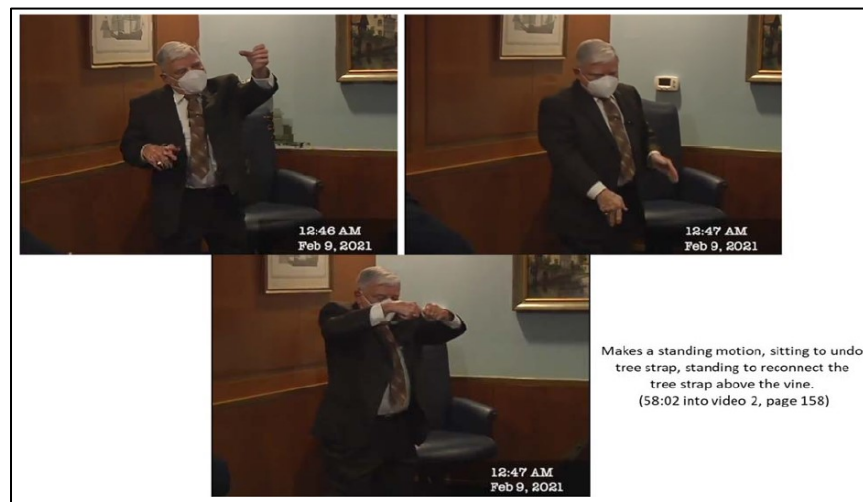 12:46 AM
Feb 9, 2021
12:47 AM
Feb 9, 2021
12:47 AM
Feb 9, 2021
Makes a standing motion, sitting to undo
tree strap, standing to reconnect the
tree strap above the vine.
(58:02 into video 2, page 158)